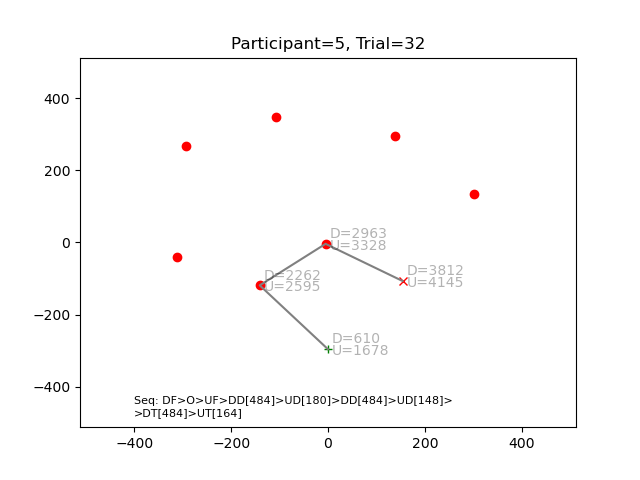 Participant=5, Trial=32
400
200
0
−200
−400
D=2963
U=3328
D=3812
U=4145
D=2262
U=2595
D=610
U=1678
Seq: DF>O>UF>DD[484]>UD[180]>DD[484]>UD[148]>
>DT[484]>UT[164]
−400
−200
0
200
400